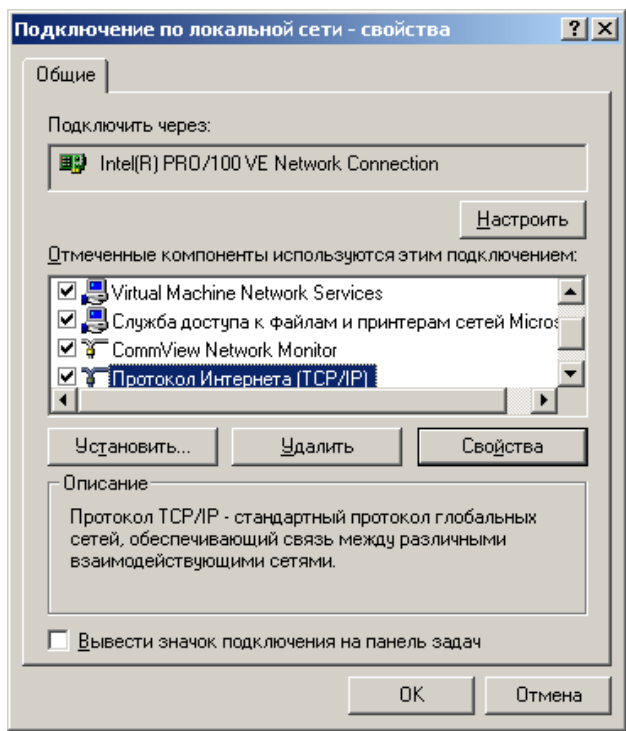 Подключение по локальной сети - свойства
Общие
Подключить через:
Intel(R) PRO/100 VE Network Connection
Настроить
Отмеченные компоненты используются этим подключением:
Virtual Machine Network Services
Служба доступа к файлам и принтерам сетей Micros
CommView Network Monitor
Протокол Интернета (TCP/IP)
Установить... Удалить Свойства
Описание
Протокол TCP/IP - стандартный протокол глобальных
сетей, обеспечивающий связь между различными
взаимодействующими сетями.
Вывести значок подключения на панель задач
OK Отмена